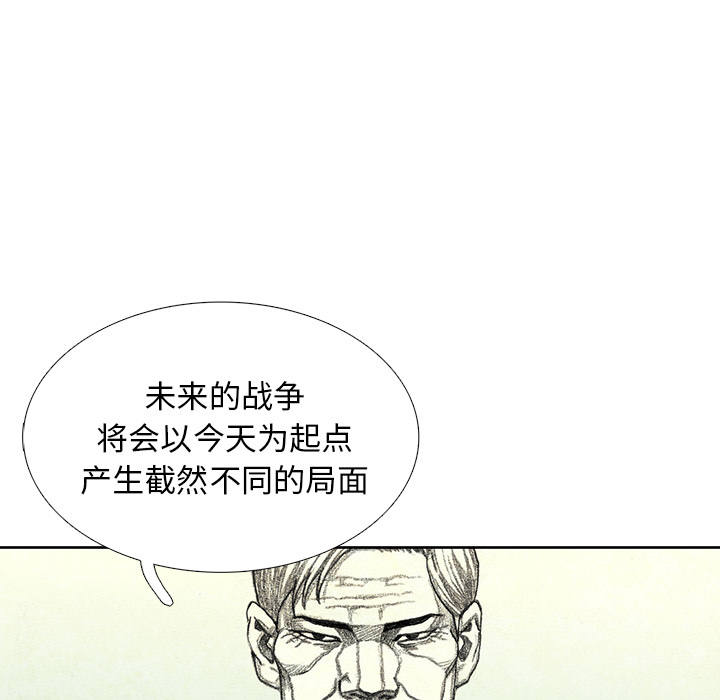 未来的战争
将会以今天为起点
产生截然不同的局面